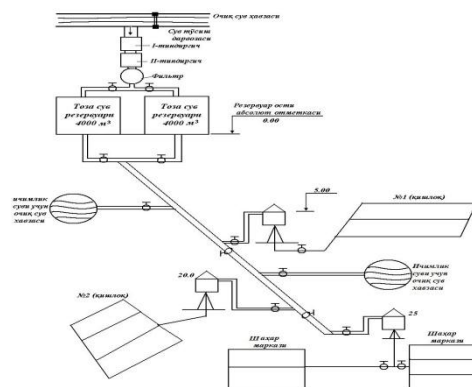 Очиқ сув хавзаси
Сув тўсиш
дарвозаси
I-тиндиргич
II-тиндиргич
Фильтр
Тоза сув
резервуари
4000 м³
Тоза сув
резервуари
4000 м³
Резервуар ости
абсолют отметкаси
0.00
ичимлик
суви учун
очиқ сув
хавзаси
5.00
№1 (қишлоқ)
20.0
№2 (қишлоқ)
Ичимлик
суви учун
очиқ сув
хавзаси
25
Шаҳар
маркази
Шаҳар
маркази